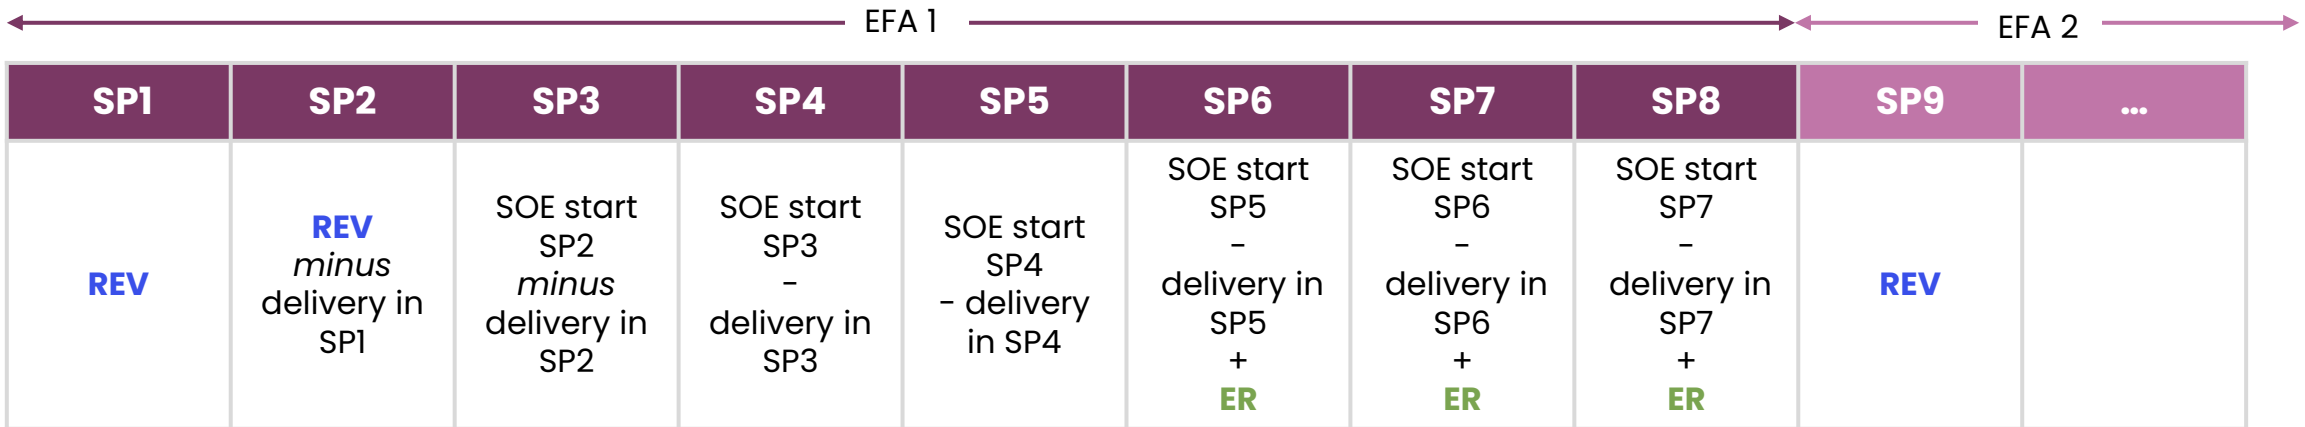 EFA 1
EFA 2
SP1
SP2
SP3
SP4
SP5
SP6
SP7
SP8
SP9
...
REV
REV
minus
delivery in
SP1
SOE start
SP2
minus
delivery in
SP2
SOE start
SP3
-
delivery in
SP3
SOE start
SP4
- delivery
in SP4
SOE start
SP5
-
delivery in
SP5
+
ER
SOE start
SP6
-
delivery in
SP6
+
ER
SOE start
SP7
-
delivery in
SP7
+
ER
REV